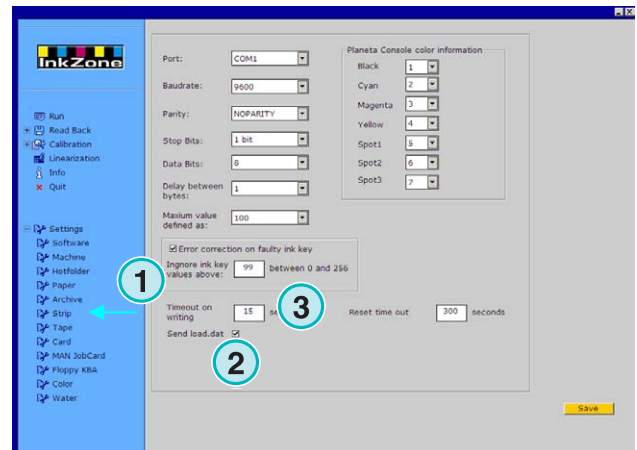 InkZone
Run
Read Back
Calibration
Linearization
Info
Quit
Settings
Software
Machine
Hotfolder
Paper
Archive
Strip
Tape
Card
MAN JobCard
Floppy KBA
Color
Water
1
Port: COM1
Baudrate: 9600
Parity: NOPARITY
Stop Bits: 1 bit
Data Bits: 8
Delay between
bytes: 1
Maxium value
defined as: 100
Planeta Console color information
Black 1
Cyan 2
Magenta 3
Yellow 4
Spot1 5
Spot2 6
Spot3 7
Error correction on faulty ink key
Ingnore ink key
values above: 99 between 0 and 256
Timeout on
writing 15 se
3
Reset time out 300 seconds
Send load.dat
2
Save